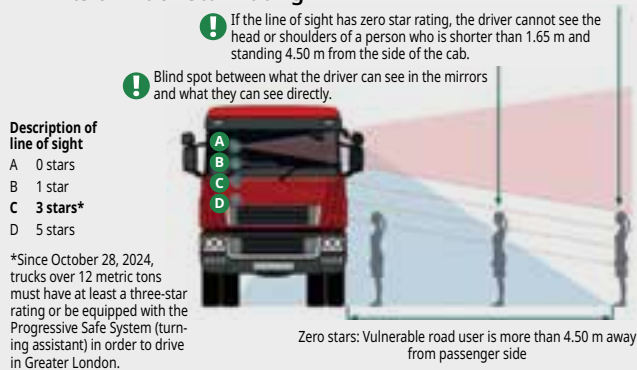 If the line of sight has zero star rating, the driver cannot see the
head or shoulders of a person who is shorter than 1.65 m and
standing 4.50 m from the side of the cab.
Blind spot between what the driver can see in the mirrors
and what they can see directly.
Description of
line of sight
A 0 stars
B 1 star
C 3 stars*
D 5 stars
*Since October 28, 2024,
trucks over 12 metric tons
must have at least a three-star
rating or be equipped with the
Progressive Safe System (turn-
ing assistant) in order to drive
in Greater London.
A
B
C
D
Zero stars: Vulnerable road user is more than 4.50 m away
from passenger side